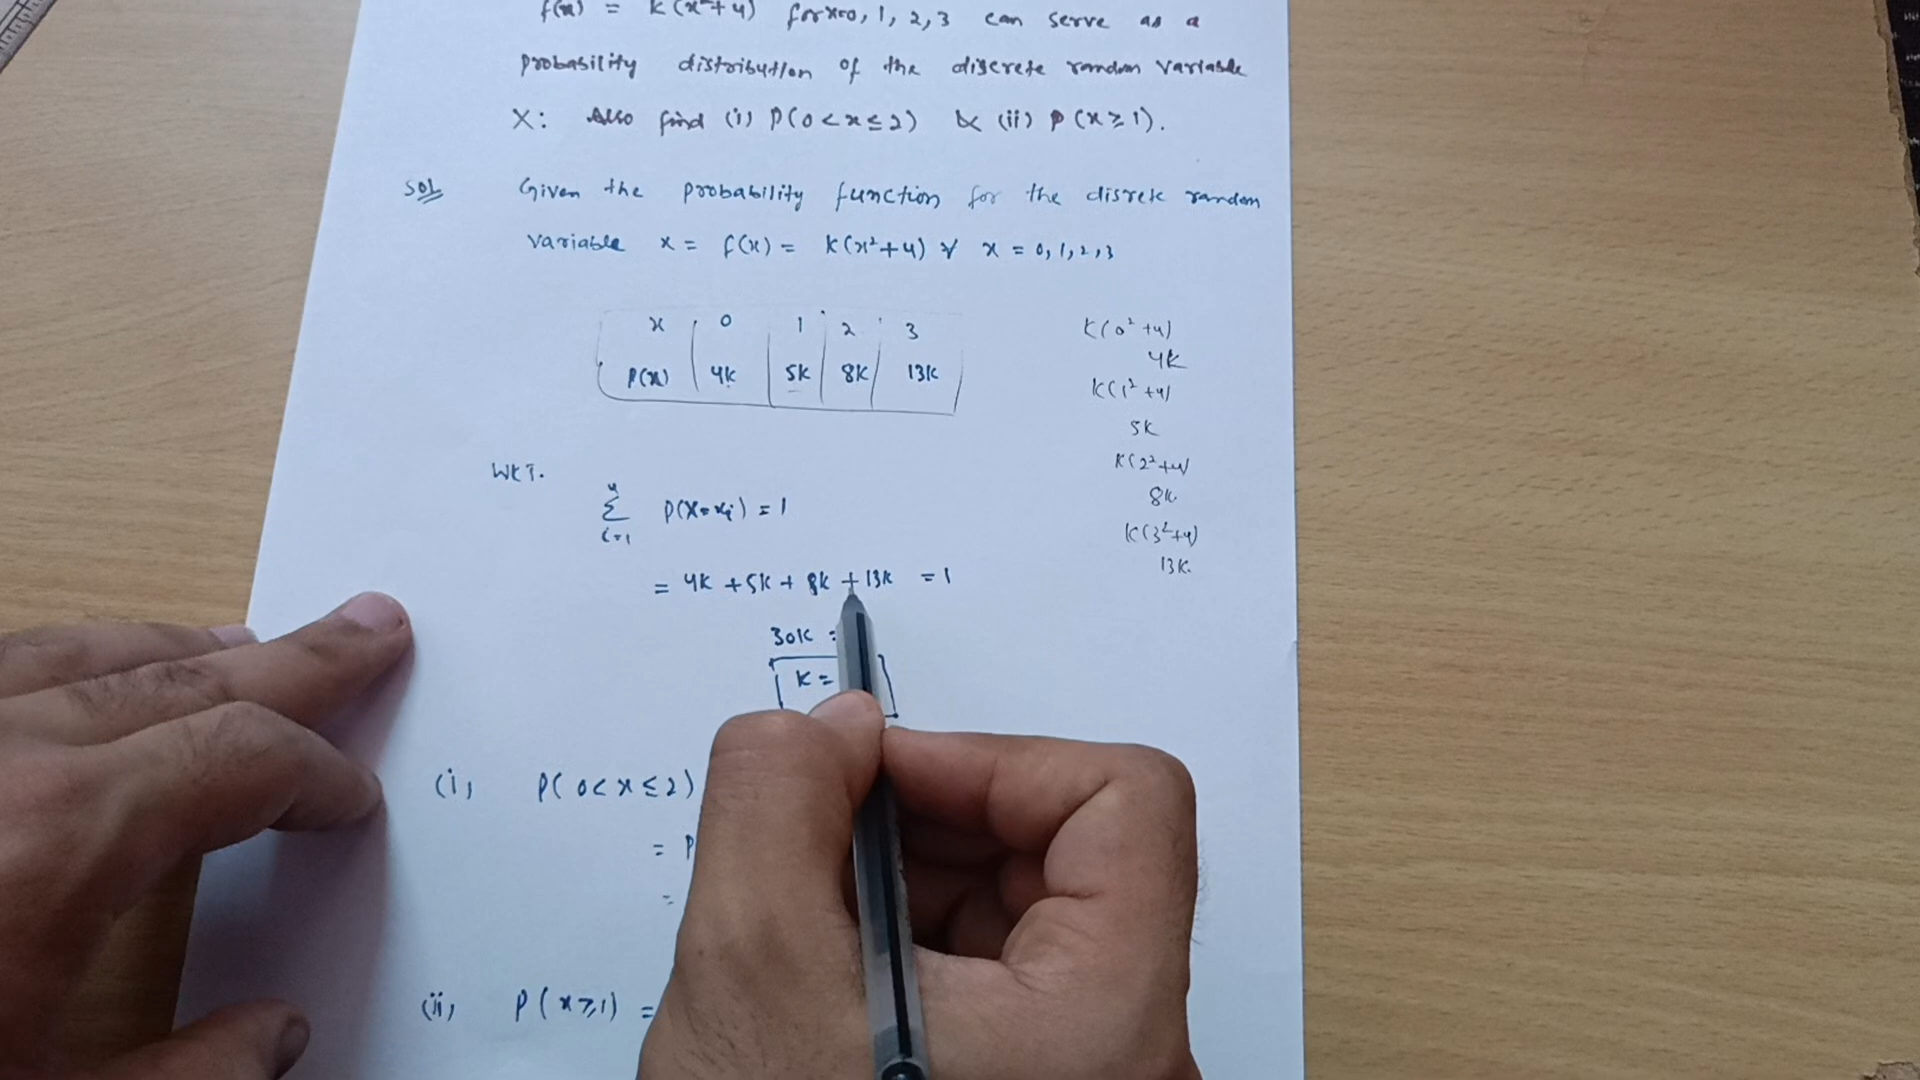 f(x) = k(x²+4) for x=0, 1, 2, 3 can serve as a
probability distribution of the discrete random variable
X: Also find (i) P(0<x≤2) & (ii) P(x≥1).
Sol Given the probability function for the disrete random
variable x = f(x) = k(x²+4) ∀ x = 0,1,2,3
x 0 1 2 3
P(x) 4k 5k 8k 13k
k(0²+4)
4k
k(1²+4)
5k
k(2²+4)
8k
k(3²+4)
13k.
WKT.
4
Σ P(X=xi) = 1
i=1
= 4k +5k + 8k +13k = 1
30k =
k =
(i) P(0<x≤2)
= P
=
(ii) P(x≥1) =